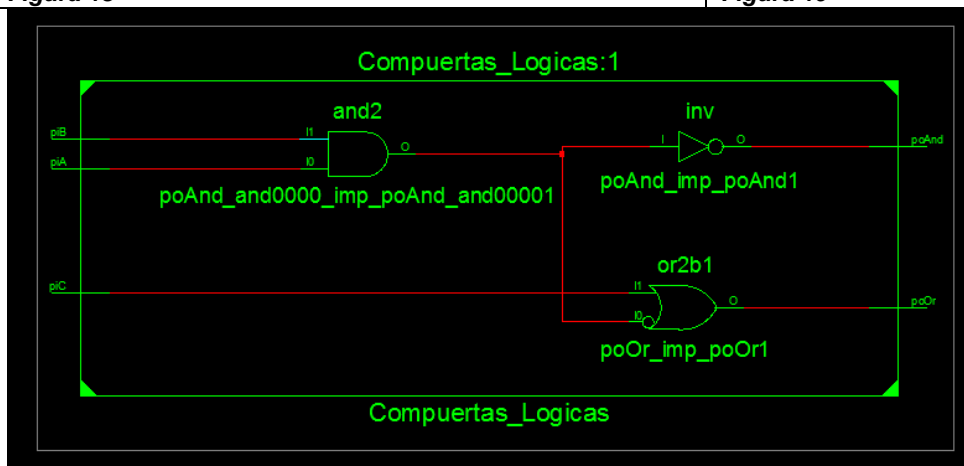 Compuertas_Logicas:1
and2
inv
piB
I1
piA
I0
O
I
O
poAnd
poAnd_and0000_imp_poAnd_and00001
poAnd_imp_poAnd1
or2b1
piC
I1
I0
O
poOr
poOr_imp_poOr1
Compuertas_Logicas